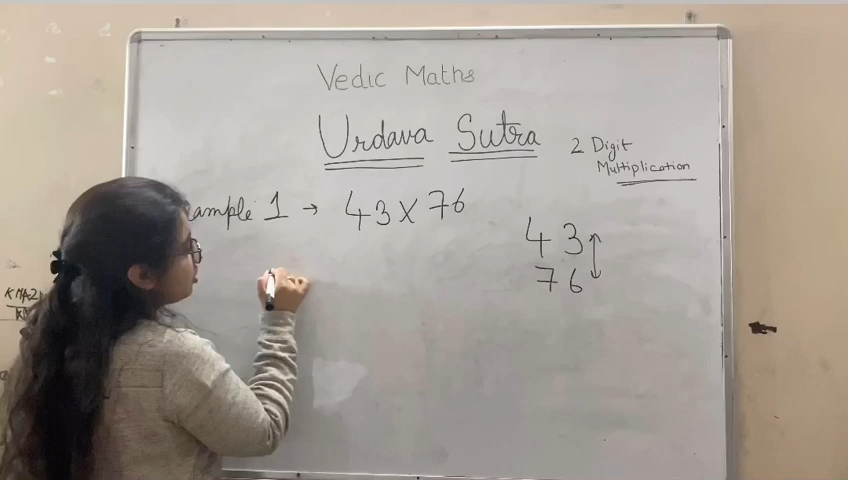 Vedic Maths
Urdava Sutra
2 Digit
Multiplication
ample 1 → 43 X 76
43
76